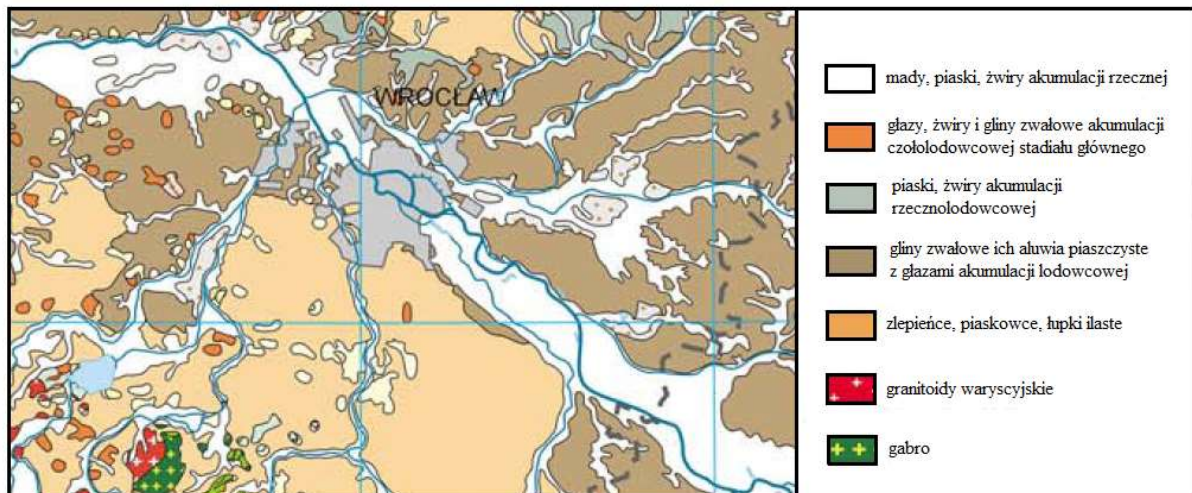 WROCŁAW
mady, piaski, żwiry akumulacji rzecznej
głazy, żwiry i gliny zwałowe akumulacji
czołolodowcowej stadiału głównego
piaski, żwiry akumulacji
rzecznolodowcowej
gliny zwałowe ich aluwia piaszczyste
z głazami akumulacji lodowcowej
zlepieńce, piaskowce, łupki ilaste
granitoidy waryscyjskie
gabro